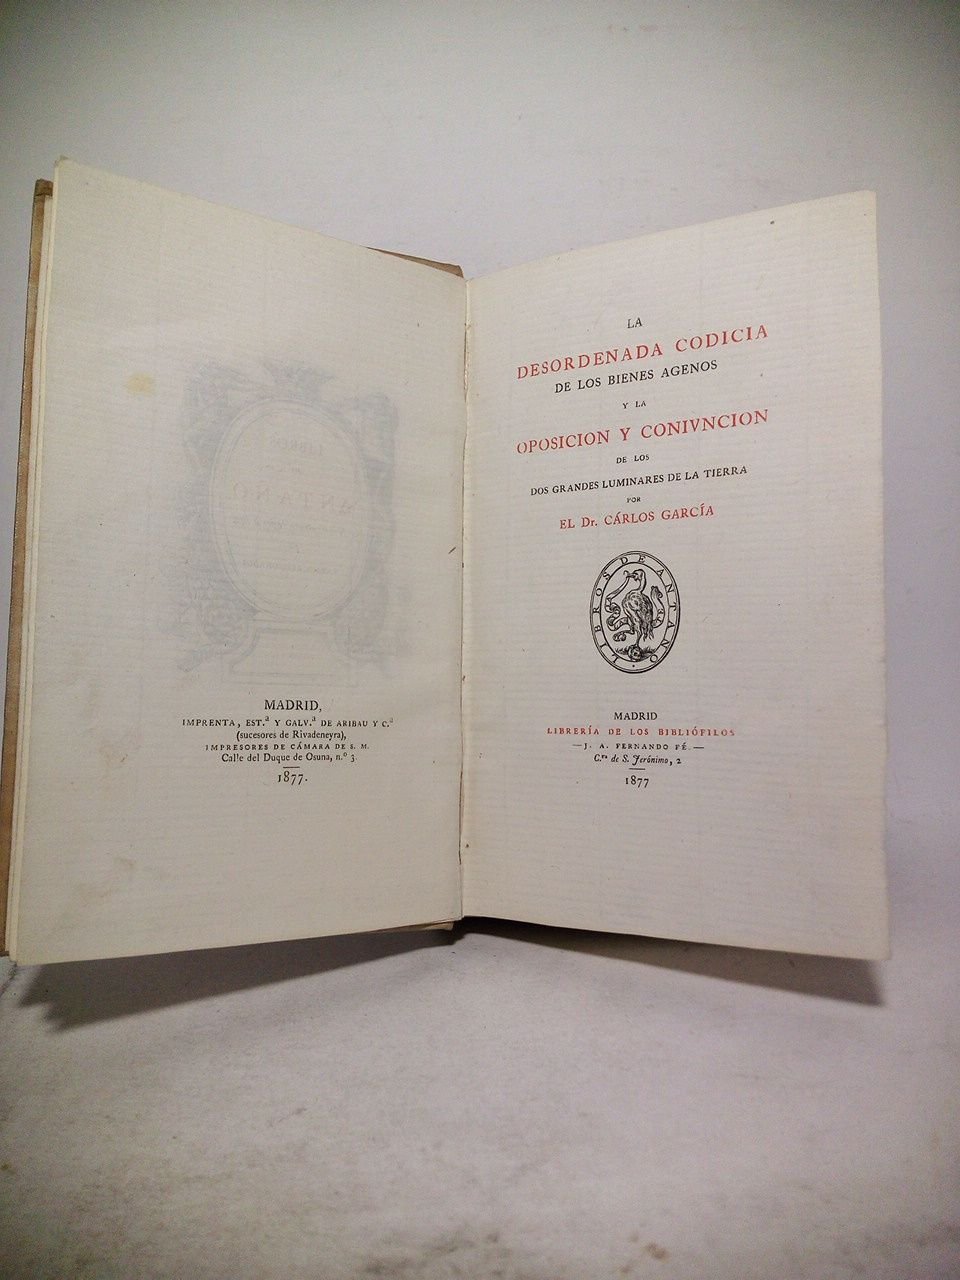 MADRID,
IMPRENTA, EST.ª Y GALV.ª DE ARIBAU Y C.ª
(sucesores de Rivadeneyra),
IMPRESORES DE CÁMARA DE S. M.
Calle del Duque de Osuna, n.º 3
1877.
LA
DESORDENADA CODICIA
DE LOS BIENES AGENOS
Y LA
OPOSICION Y CONIVNCION
DE LOS
DOS GRANDES LUMINARES DE LA TIERRA
POR
EL Dr. CÁRLOS GARCÍA
LIBROS DE ANTAÑO
MADRID
LIBRERÍA DE LOS BIBLIÓFILOS
—J. A. FERNANDO FÉ.—
C.ra de S. Jerónimo, 2
1877